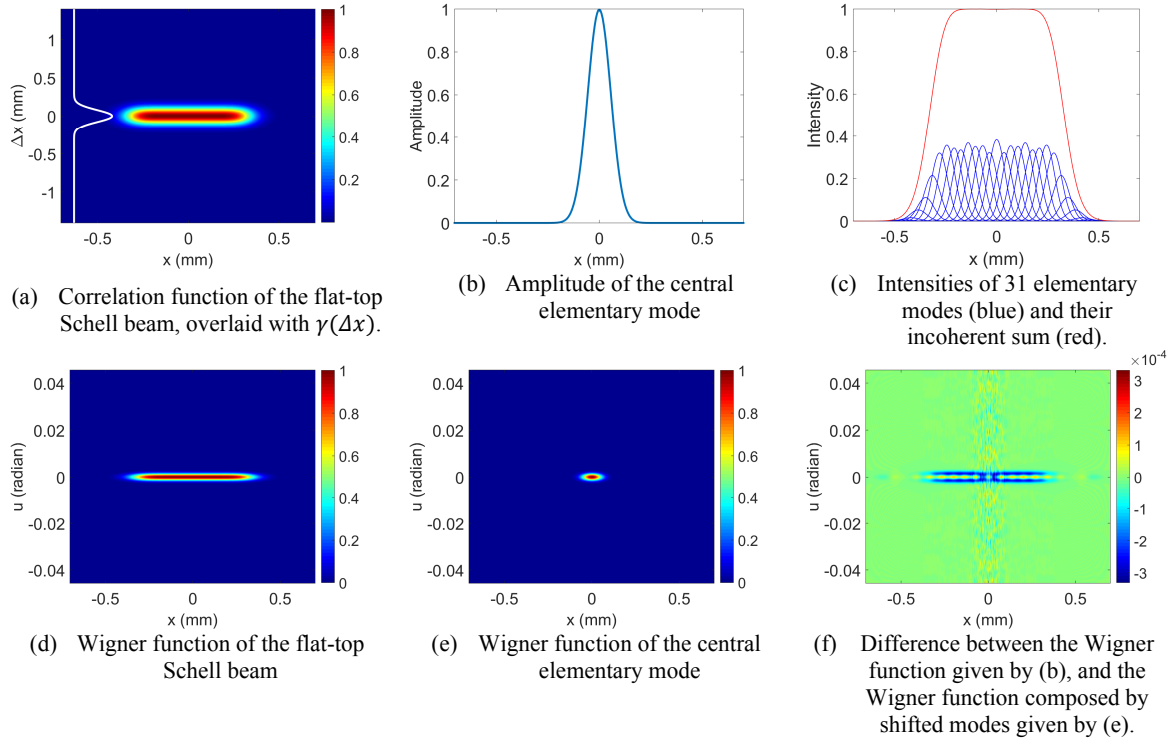 1
0.8
0.6
0.4
0.2
1
0.5
0
-0.5
-1
Δx (mm)
-0.5 0 0.5
x (mm)
(a) Correlation function of the flat-top
Schell beam, overlaid with γ(Δx).
1
0.8
0.6
0.4
0.2
0
Amplitude
-0.5 0 0.5
x (mm)
(b) Amplitude of the central
elementary mode
1
0.8
0.6
0.4
0.2
0
Intensity
-0.5 0 0.5
x (mm)
(c) Intensities of 31 elementary
modes (blue) and their
incoherent sum (red).
0.04
0.02
0
-0.02
-0.04
u (radian)
1
0.8
0.6
0.4
0.2
0
-0.5 0 0.5
x (mm)
(d) Wigner function of the flat-top
Schell beam
0.04
0.02
0
-0.02
-0.04
u (radian)
1
0.8
0.6
0.4
0.2
0
-0.5 0 0.5
x (mm)
(e) Wigner function of the central
elementary mode
×10⁻⁴
0.04
0.02
0
-0.02
-0.04
u (radian)
3
2
1
0
-1
-2
-3
-0.5 0 0.5
x (mm)
(f) Difference between the Wigner
function given by (b), and the
Wigner function composed by
shifted modes given by (e).